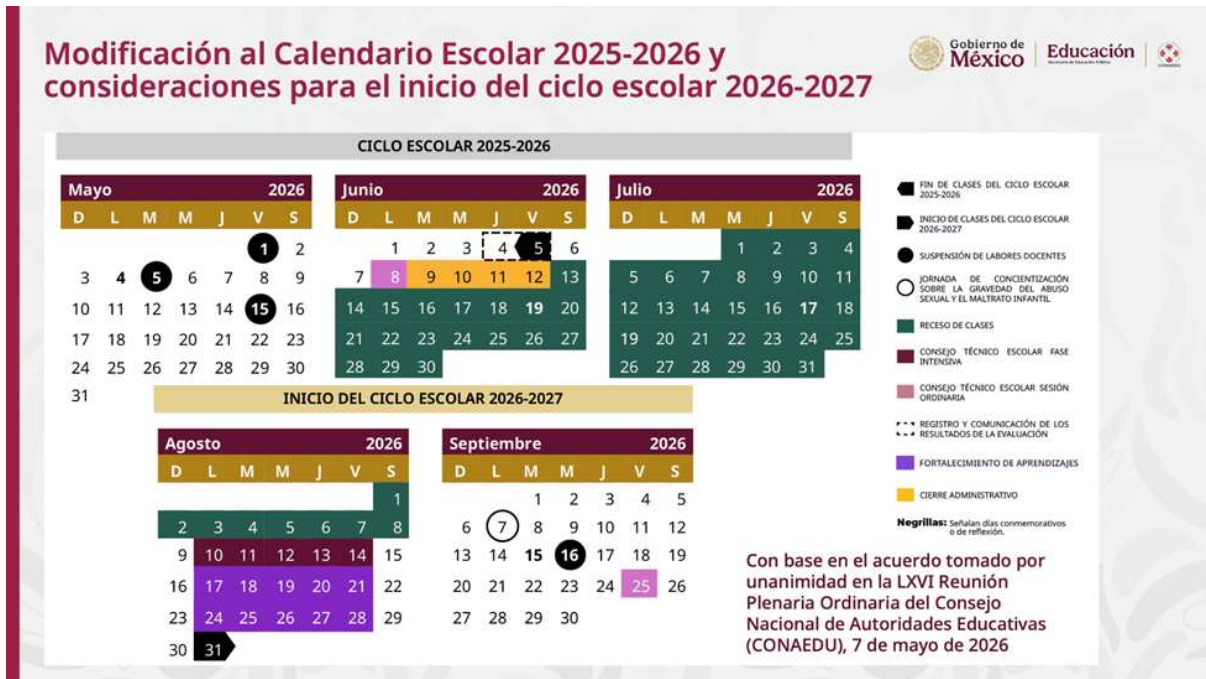 Modificación al Calendario Escolar 2025-2026 y
consideraciones para el inicio del ciclo escolar 2026-2027
Gobierno de
México
Educación
Secretaría de Educación Pública
CICLO ESCOLAR 2025-2026
Mayo 2026
D L M M J V S
1 2
3 4 5 6 7 8 9
10 11 12 13 14 15 16
17 18 19 20 21 22 23
24 25 26 27 28 29 30
31
Junio 2026
D L M M J V S
1 2 3 4 5 6
7 8 9 10 11 12 13
14 15 16 17 18 19 20
21 22 23 24 25 26 27
28 29 30
Julio 2026
D L M M J V S
1 2 3 4
5 6 7 8 9 10 11
12 13 14 15 16 17 18
19 20 21 22 23 24 25
26 27 28 29 30 31
INICIO DEL CICLO ESCOLAR 2026-2027
Agosto 2026
D L M M J V S
1
2 3 4 5 6 7 8
9 10 11 12 13 14 15
16 17 18 19 20 21 22
23 24 25 26 27 28 29
30 31
Septiembre 2026
D L M M J V S
1 2 3 4 5
6 7 8 9 10 11 12
13 14 15 16 17 18 19
20 21 22 23 24 25 26
27 28 29 30
FIN DE CLASES DEL CICLO ESCOLAR
2025-2026
INICIO DE CLASES DEL CICLO ESCOLAR
2026-2027
SUSPENSIÓN DE LABORES DOCENTES
JORNADA DE CONCIENTIZACIÓN
SOBRE LA GRAVEDAD DEL ABUSO
SEXUAL Y EL MALTRATO INFANTIL
RECESO DE CLASES
CONSEJO TÉCNICO ESCOLAR FASE
INTENSIVA
CONSEJO TÉCNICO ESCOLAR SESIÓN
ORDINARIA
REGISTRO Y COMUNICACIÓN DE LOS
RESULTADOS DE LA EVALUACIÓN
FORTALECIMIENTO DE APRENDIZAJES
CIERRE ADMINISTRATIVO
Negrillas: Señalan días conmemorativos
o de reflexión.
Con base en el acuerdo tomado por
unanimidad en la LXVI Reunión
Plenaria Ordinaria del Consejo
Nacional de Autoridades Educativas
(CONAEDU), 7 de mayo de 2026